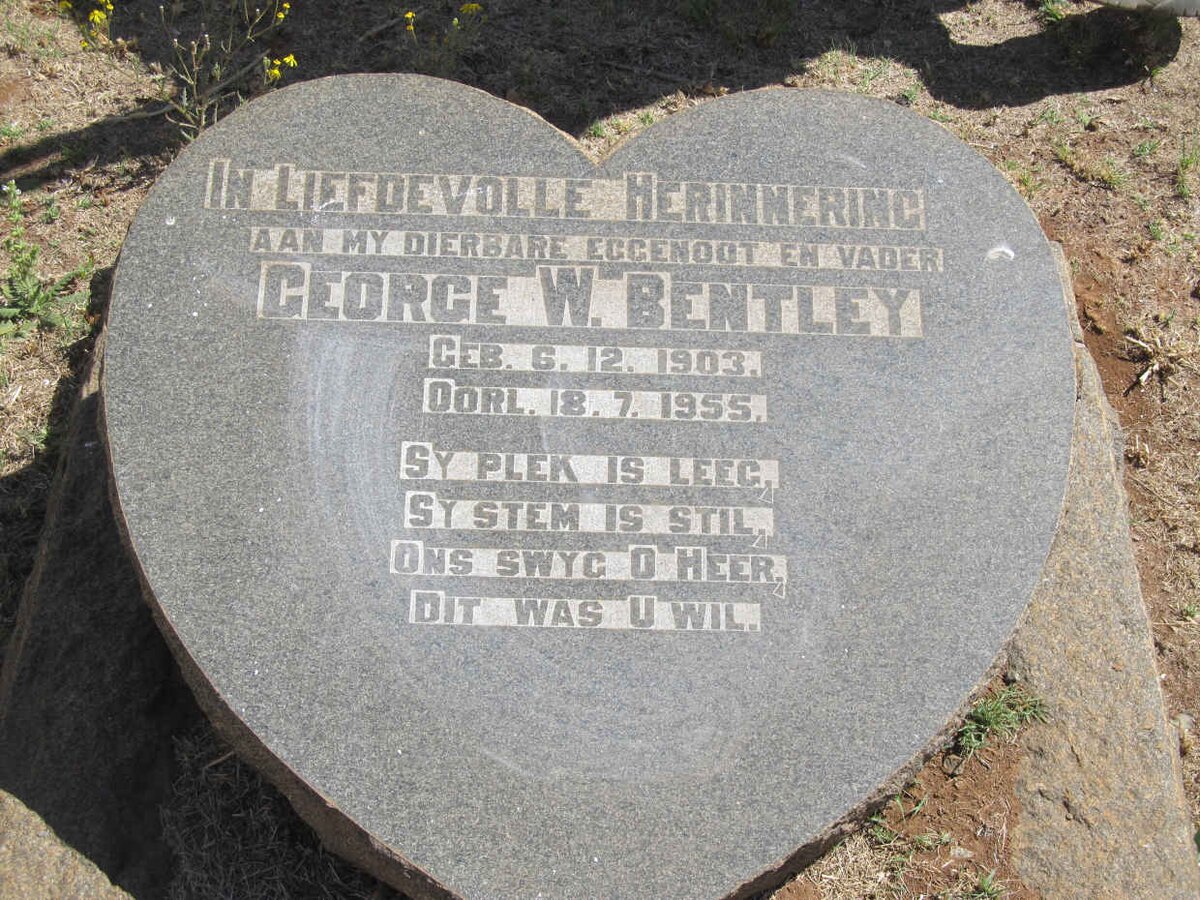 IN LIEFDEVOLLE HERINNERING
AAN MY DIERBARE EGGENOOT EN VADER
GEORGE W. BENTLEY
GEB. 6. 12. 1903.
OORL. 18. 7. 1955.
SY PLEK IS LEEG,
SY STEM IS STIL,
ONS SWYG O HEER,
DIT WAS U WIL.